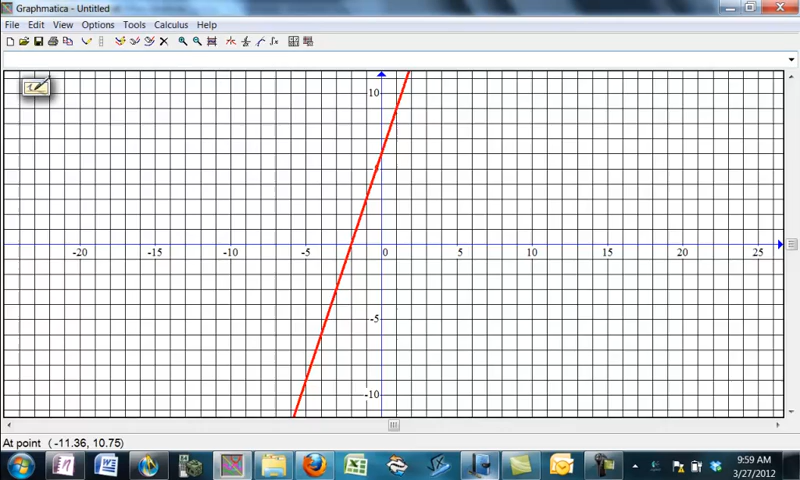 Graphmatica - Untitled
File Edit View Options Tools Calculus Help
10
-20 -15 -10 -5 0 5 10 15 20 25
-5
-10
At point (-11.36, 10.75)
9:59 AM
3/27/2012